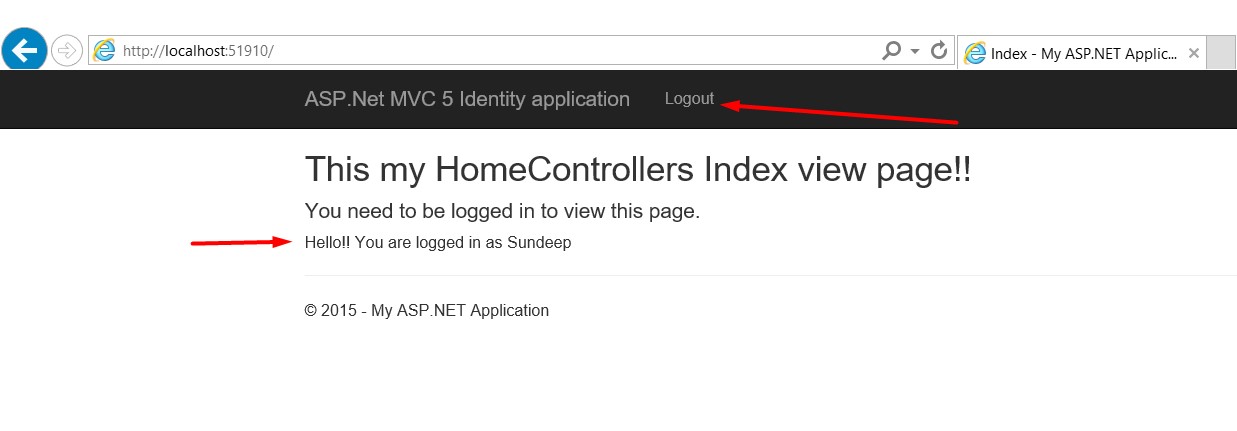 http://localhost:51910/
Index - My ASP.NET Applic...
ASP.Net MVC 5 Identity application
Logout
This my HomeControllers Index view page!!
You need to be logged in to view this page.
Hello!! You are logged in as Sundeep
© 2015 - My ASP.NET Application